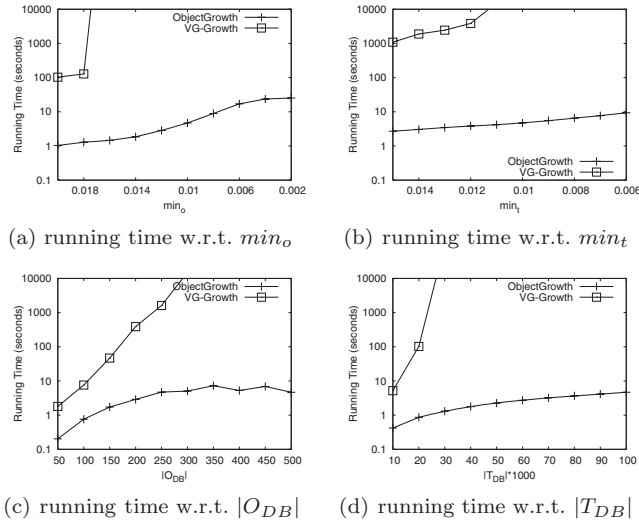 10000
1000
100
10
1
0.1
Running Time (seconds)
ObjectGrowth
VG-Growth
0.018
0.014
0.01
0.006
0.002
min_o
(a) running time w.r.t. min_o
10000
1000
100
10
1
0.1
Running Time (seconds)
ObjectGrowth
VG-Growth
0.014
0.012
0.01
0.008
0.006
min_t
(b) running time w.r.t. min_t
10000
1000
100
10
1
0.1
Running Time (seconds)
ObjectGrowth
VG-Growth
50 100 150 200 250 300 350 400 450 500
|O_DB|
(c) running time w.r.t. |O_DB|
10000
1000
100
10
1
0.1
Running Time (seconds)
ObjectGrowth
VG-Growth
10 20 30 40 50 60 70 80 90 100
|T_DB|*1000
(d) running time w.r.t. |T_DB|